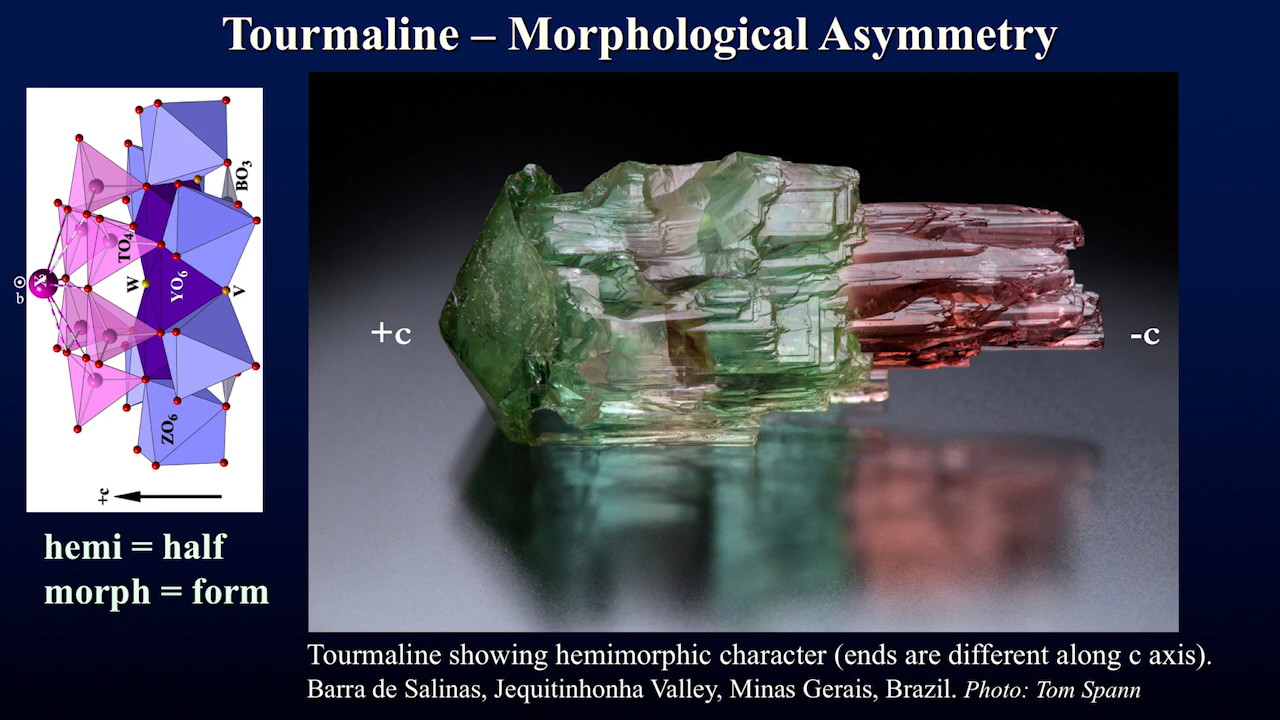 Tourmaline – Morphological Asymmetry
BO3
TO4
X
b
W
YO6
V
ZO6
+c
hemi = half
morph = form
+c
-c
Tourmaline showing hemimorphic character (ends are different along c axis).
Barra de Salinas, Jequitinhonha Valley, Minas Gerais, Brazil. Photo: Tom Spann